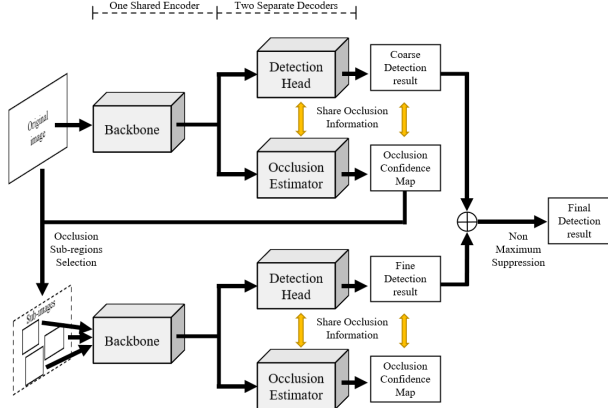 One Shared Encoder
Two Separate Decoders
Original
image
Backbone
Detection
Head
Coarse
Detection
result
Share Occlusion
Information
Occlusion
Estimator
Occlusion
Confidence
Map
Occlusion
Sub-regions
Selection
Non
Maximum
Suppression
Final
Detection
result
Sub-images
Backbone
Detection
Head
Fine
Detection
result
Share Occlusion
Information
Occlusion
Estimator
Occlusion
Confidence
Map